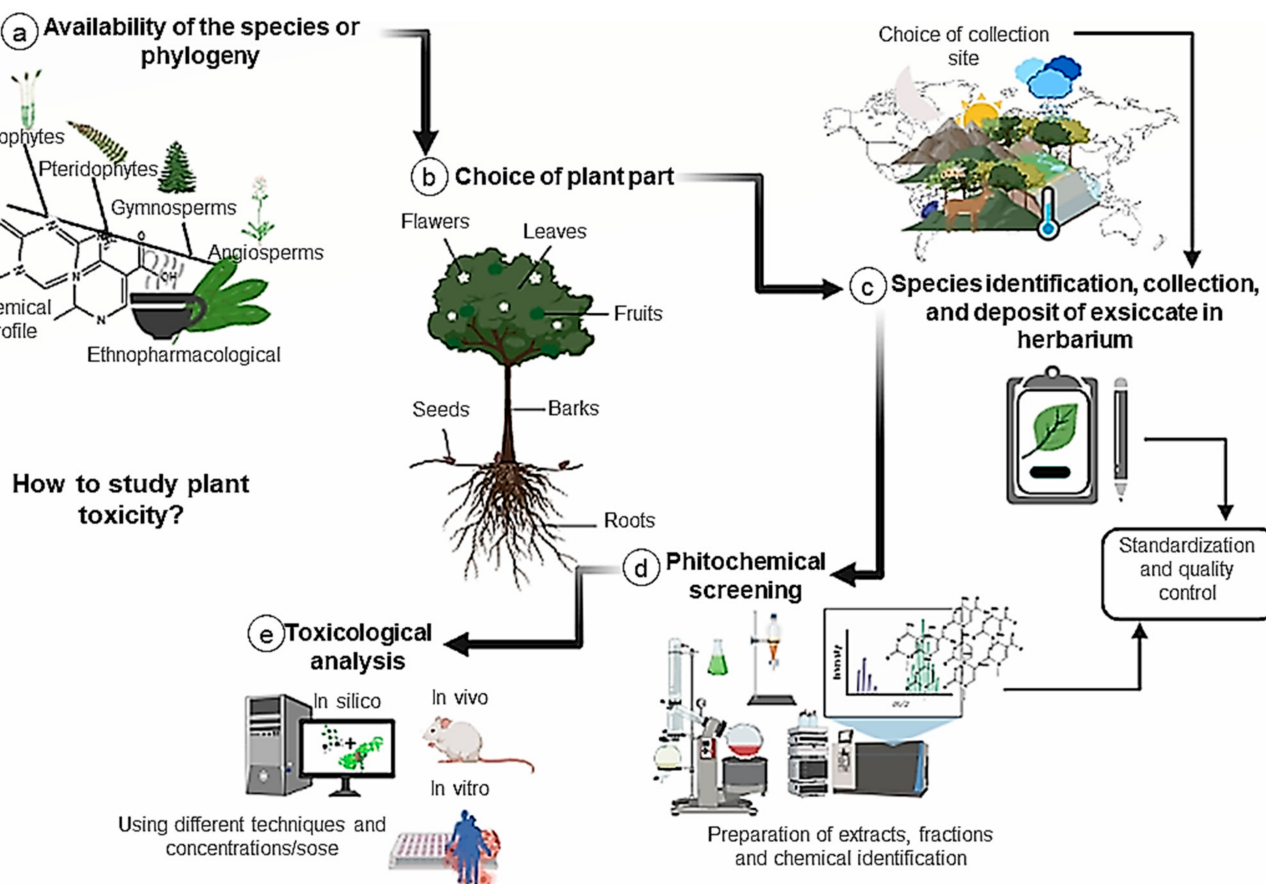 a Availability of the species or
phylogeny
ophytes
Pteridophytes
Gymnosperms
Angiosperms
N
N
O
OH
N
emical
rofile
Ethnopharmacological
b Choice of plant part
Flawers
Leaves
Fruits
Seeds
Barks
Roots
Choice of collection
site
c Species identification, collection,
and deposit of exsiccate in
herbarium
Standardization
and quality
control
How to study plant
toxicity?
d Phitochemical
screening
m/z
Preparation of extracts, fractions
and chemical identification
e Toxicological
analysis
In silico
+
In vivo
In vitro
Using different techniques and
concentrations/sose